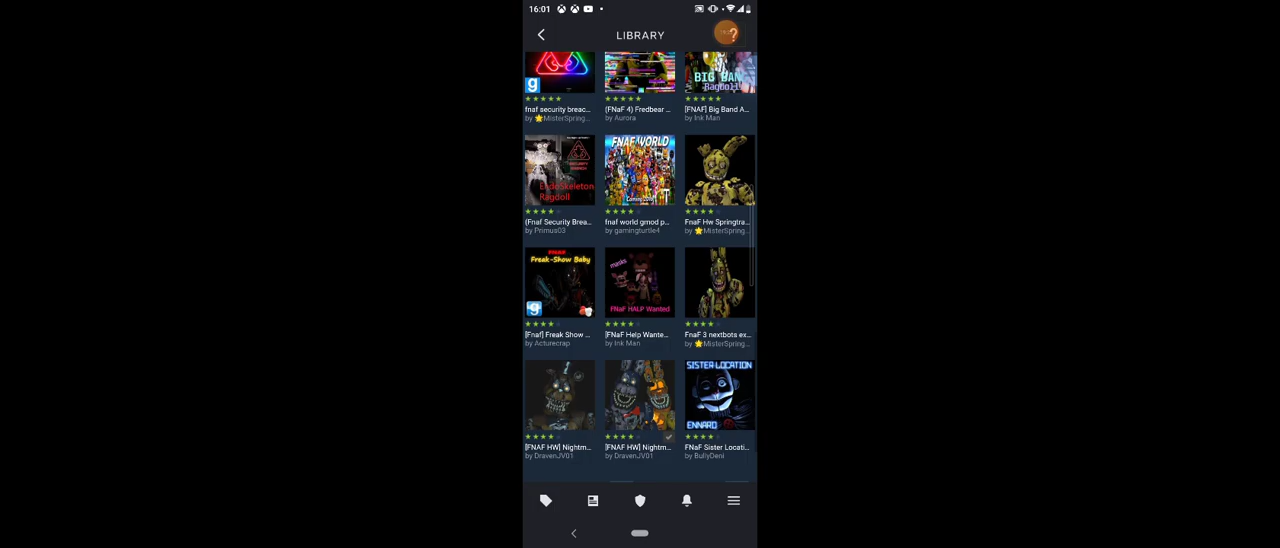 16:01
LIBRARY
BIG BAN
Ragdoll
fnaf security breac...
by 🌟MisterSpring...
(FNaF 4) Fredbear ...
by Aurora
[FNAF] Big Band A...
by Ink Man
EndoSkeleton
Ragdoll
FNAF WORLD
(Fnaf Security Brea...
by Primus03
fnaf world gmod p...
by gamingturtle4
FnaF Hw Springtra...
by 🌟MisterSpring...
Freak-Show Baby
masks
FNaF HALP Wanted
[Fnaf] Freak Show ...
by Acturecrap
[FNaF Help Wante...
by Ink Man
FnaF 3 nextbots ex...
by 🌟MisterSpring...
SISTER LOCATION
ENNARD
[FNAF HW] Nightm...
by DravenJV01
[FNAF HW] Nightm...
by DravenJV01
FNaF Sister Locati...
by BullyDeni